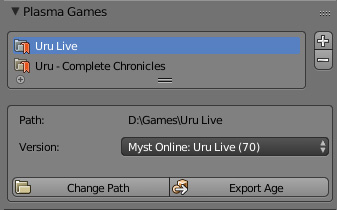 Plasma Games
Uru Live
Uru - Complete Chronicles
Path: D:\Games\Uru Live
Version: Myst Online: Uru Live (70)
Change Path Export Age